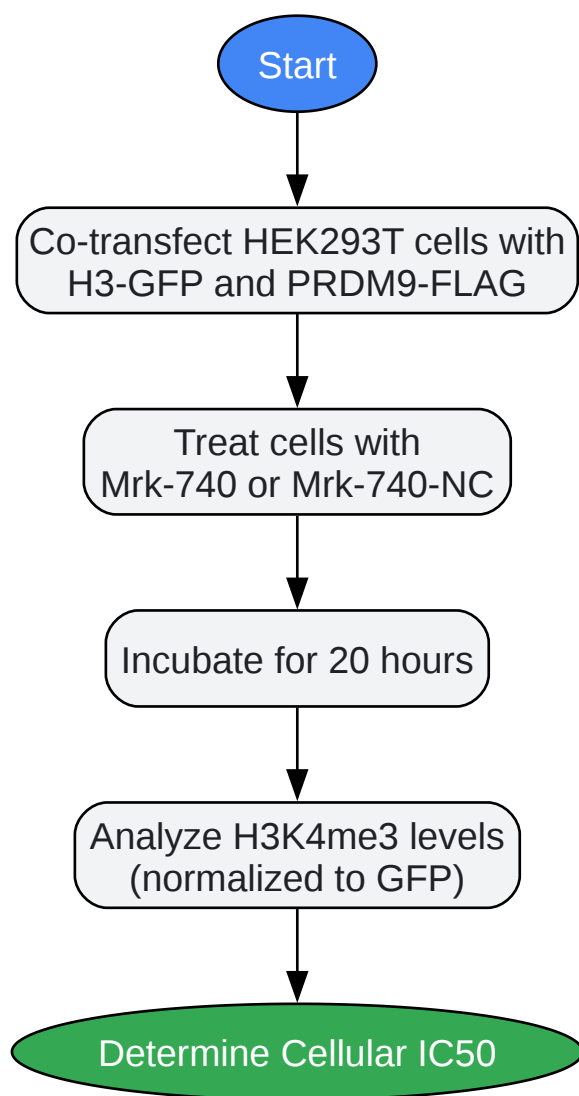 Start
Co-transfect HEK293T cells with
H3-GFP and PRDM9-FLAG
Treat cells with
Mrk-740 or Mrk-740-NC
Incubate for 20 hours
Analyze H3K4me3 levels
(normalized to GFP)
Determine Cellular IC50